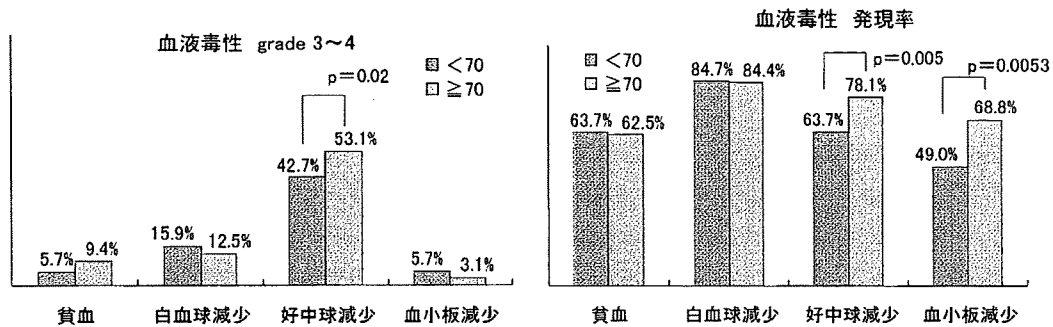 血液毒性 grade 3~4
<70
≧70
p=0.02
5.7%
9.4%
15.9%
12.5%
42.7%
53.1%
5.7%
3.1%
貧血
白血球減少
好中球減少
血小板減少
血液毒性 発現率
<70
≧70
p=0.005
p=0.0053
63.7%
62.5%
84.7%
84.4%
63.7%
78.1%
49.0%
68.8%
貧血
白血球減少
好中球減少
血小板減少